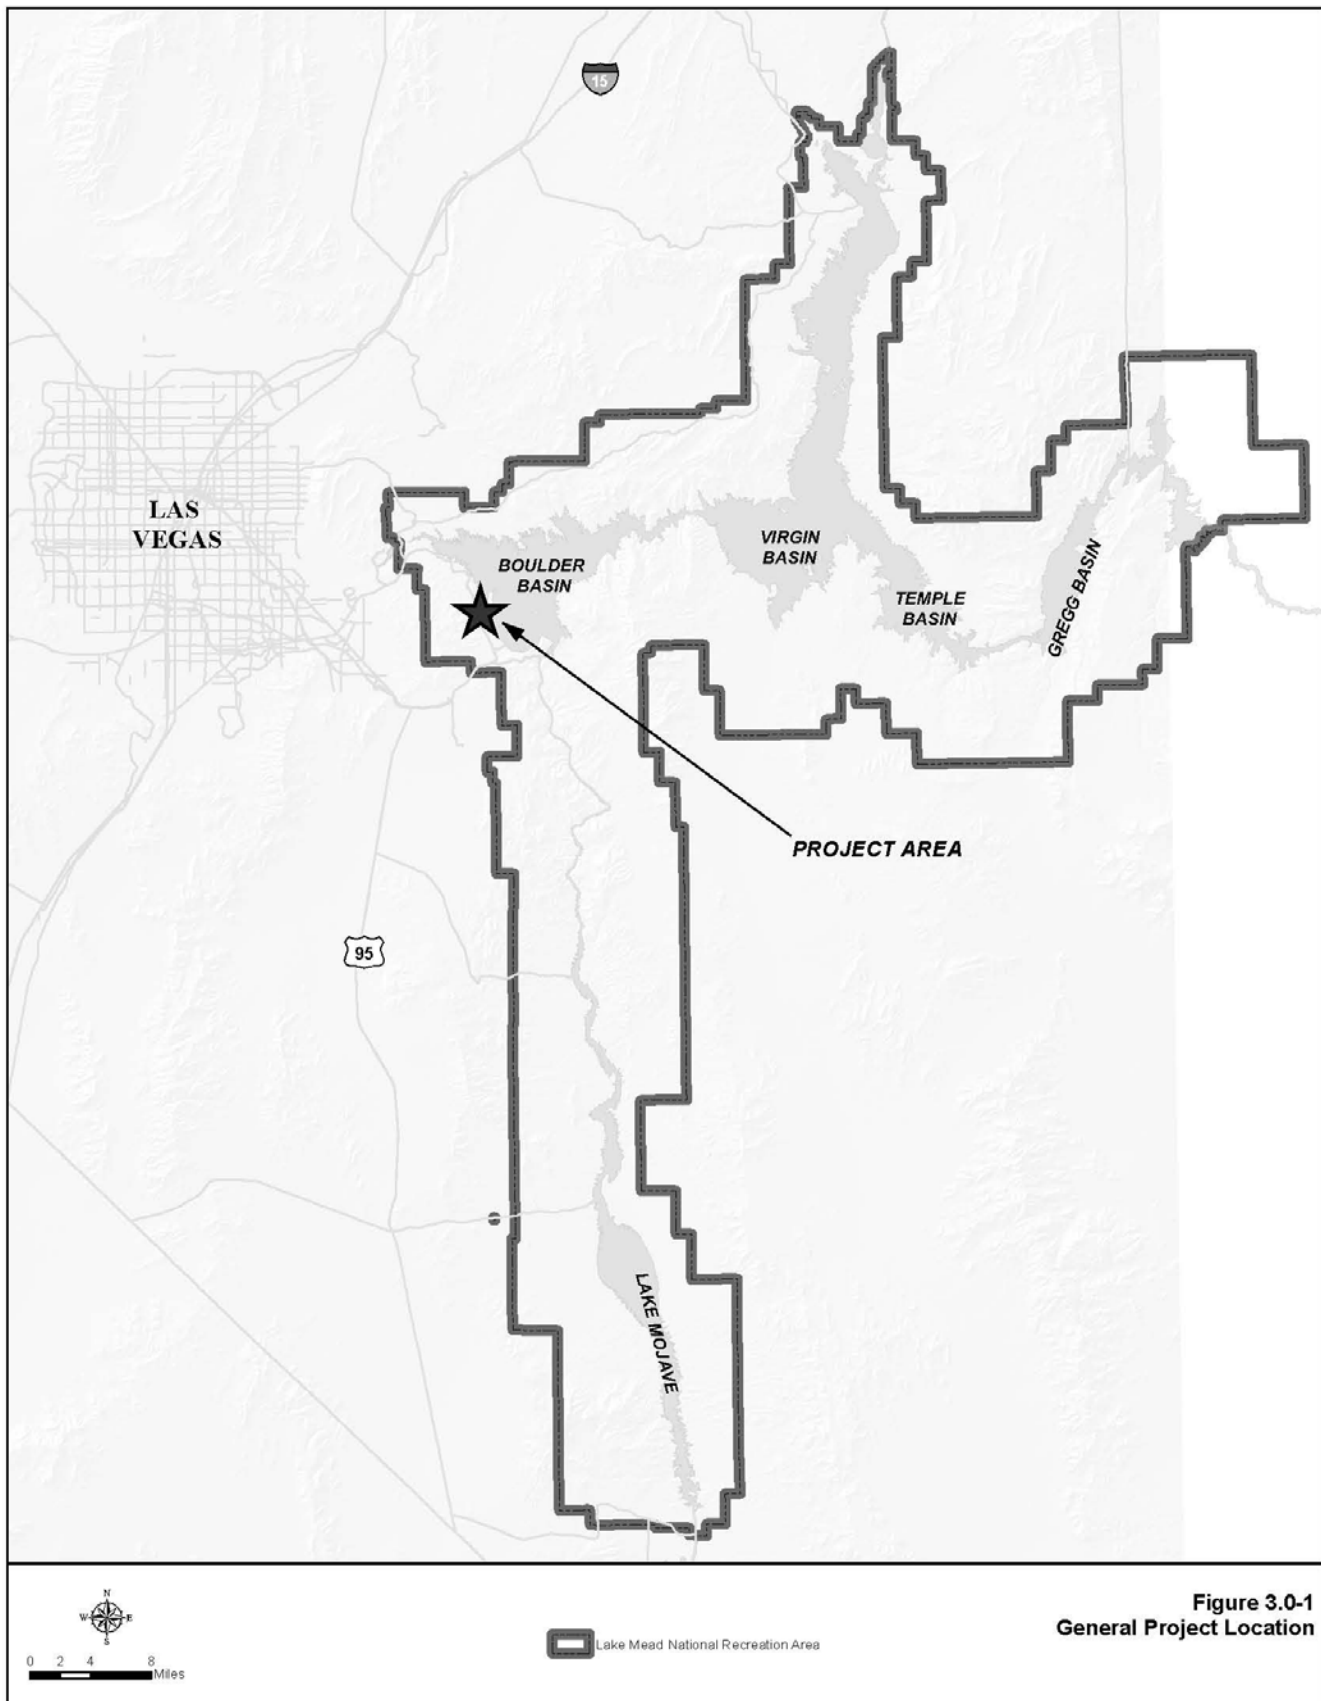 15
LAS
VEGAS
BOULDER
BASIN
VIRGIN
BASIN
TEMPLE
BASIN
GREGG BASIN
PROJECT AREA
95
LAKE MOJAVE
N
W E
S
0 2 4 8
Miles
Lake Mead National Recreation Area
Figure 3.0-1
General Project Location